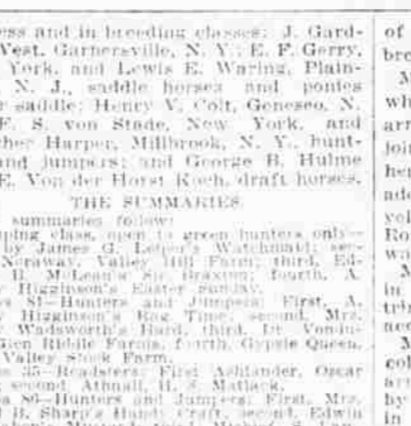 ess and in breeding classes: J. Gard-
West, Garnersville, N. Y.; E. F. Gerry,
York, and Lewis E. Waring, Plain-
N. J., saddle horses and ponies
r saddle; Henry V. Colt, Geneseo, N.
F. S. von Stade, New York, and
cher Harper, Millbrook, N. Y., hunt-
and jumpers; and George B. Hulme
E. Von der Horst Koch, draft horses.
THE SUMMARIES.
summaries follow:
ping class, open to green hunters only—
by James G. Leiper's Watchmaid; sec-
Noraway, Valley Hill Farm; third, Ed-
B. McLean's Sir Braxton; fourth, A.
Higginson's Easter Sunday.
s 81—Hunters and Jumpers: First, A.
Higginson's Rag Time, second, Mrs.
Wadsworth's Hard, third, Dr.
Glen Riddle Farms, fourth, Gypsie Queen,
Valley Stock Farm.
s 35—Roadsters: First Ashlander, Oscar
second, Athnall, H. S. Matlack.
s 86—Hunters and Jumpers: First, Mrs.
B. Sharp's Handy Craft, second, Edwin
third,
of
bre
M
wh
arr
join
her
ade
Ro
wa
M
in
trib
nec
M
col
arr
by
in